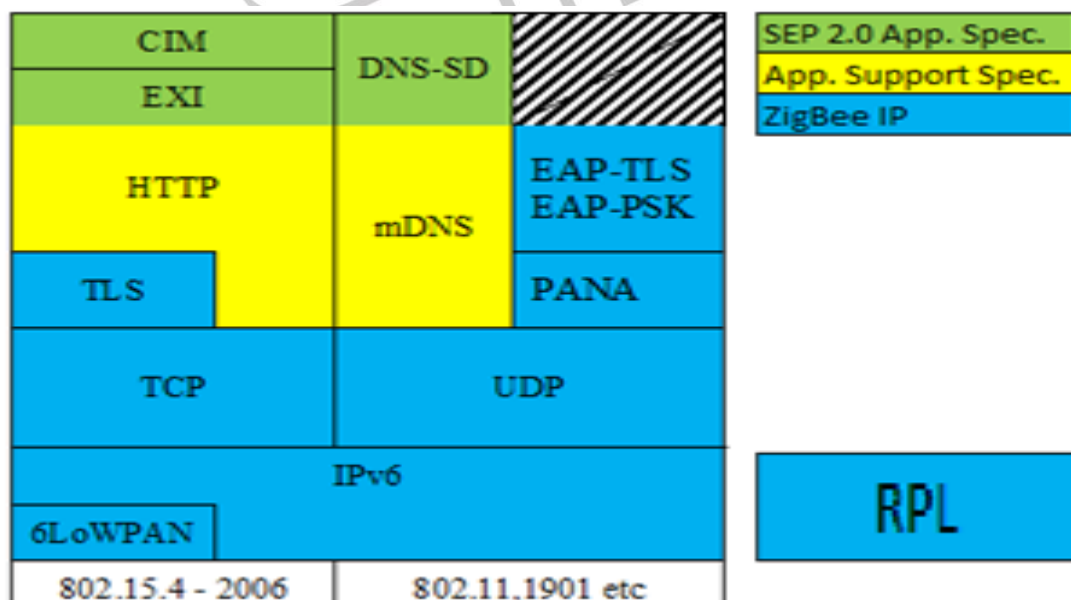 CIM
EXI
DNS-SD
HTTP
mDNS
EAP-TLS
EAP-PSK
TLS
PANA
TCP
UDP
IPv6
6LoWPAN
802.15.4 - 2006
802.11,1901 etc
SEP 2.0 App. Spec.
App. Support Spec.
ZigBee IP
RPL